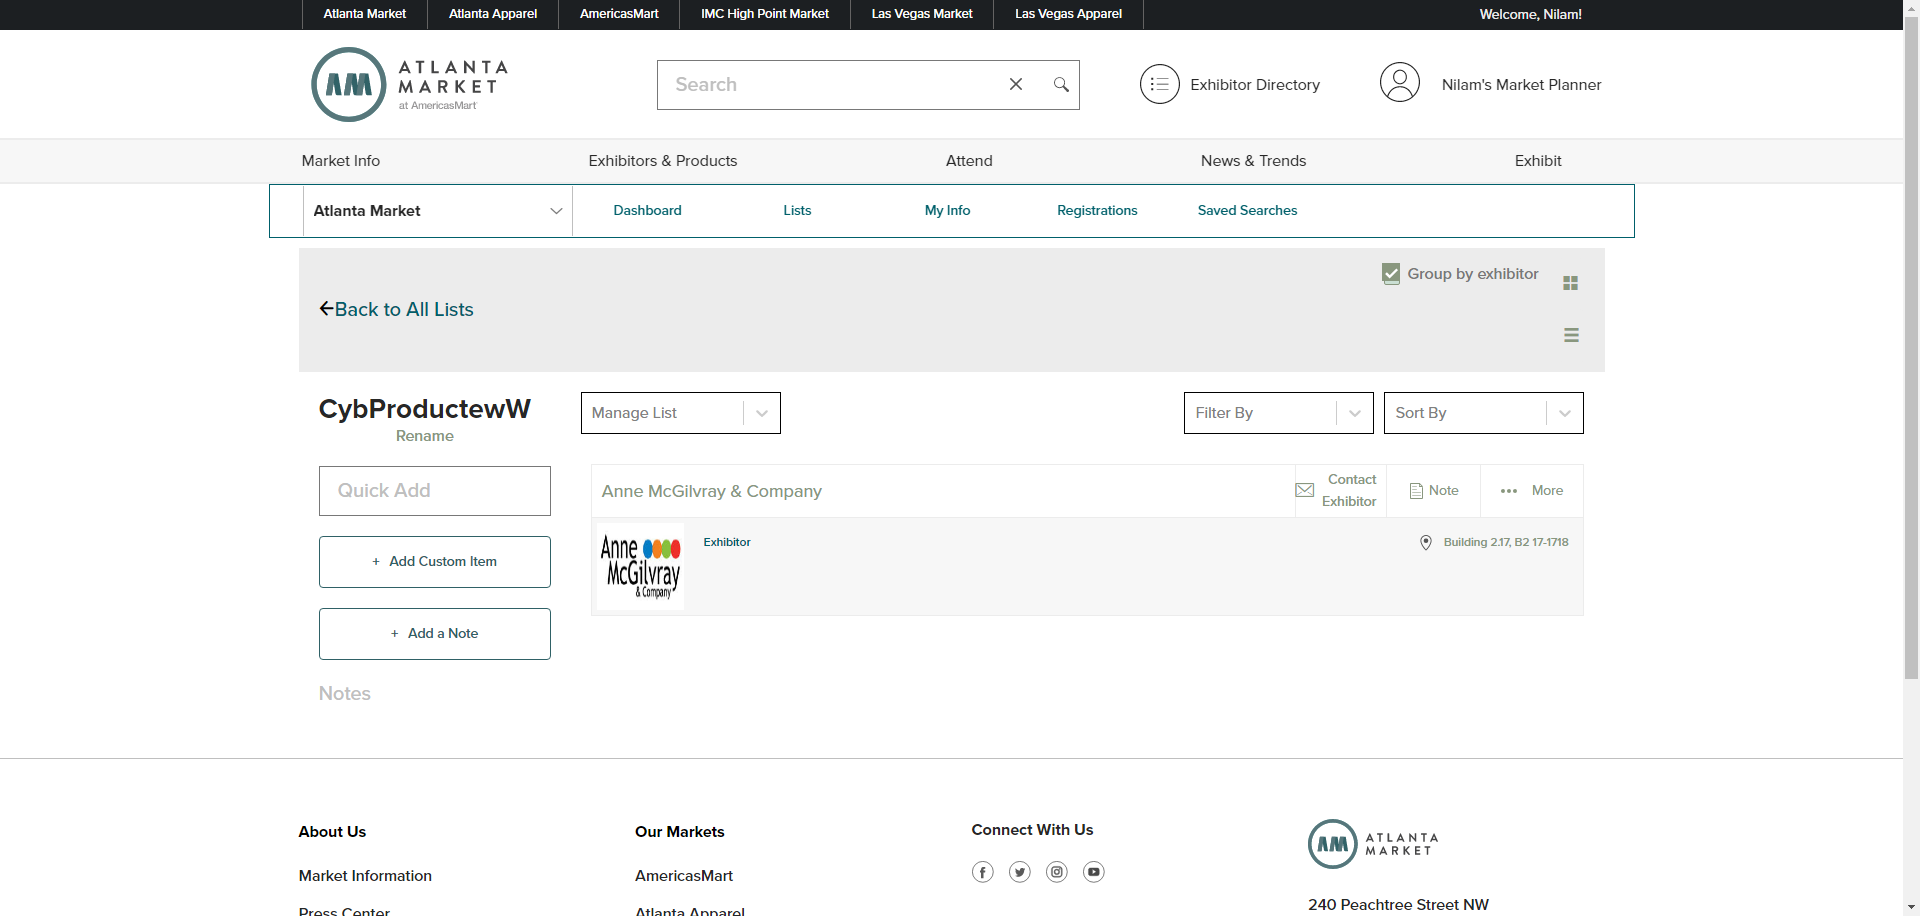 Atlanta Market
Atlanta Apparel
AmericasMart
IMC High Point Market
Las Vegas Market
Las Vegas Apparel
Welcome, Nilam!
AM
ATLANTA
MARKET
at AmericasMart
Search
Exhibitor Directory
Nilam's Market Planner
Market Info
Exhibitors & Products
Attend
News & Trends
Exhibit
Atlanta Market
Dashboard
Lists
My Info
Registrations
Saved Searches
Group by exhibitor
Back to All Lists
CybProductewW
Rename
Manage List
Filter By
Sort By
Quick Add
+ Add Custom Item
+ Add a Note
Notes
Anne McGilvray & Company
Contact
Exhibitor
Note
More
Anne
McGilvray
& Company
Exhibitor
Building 2.17, B2 17-1718
About Us
Market Information
Press Center
Our Markets
AmericasMart
Atlanta Apparel
Connect With Us
AM
ATLANTA
MARKET
240 Peachtree Street NW